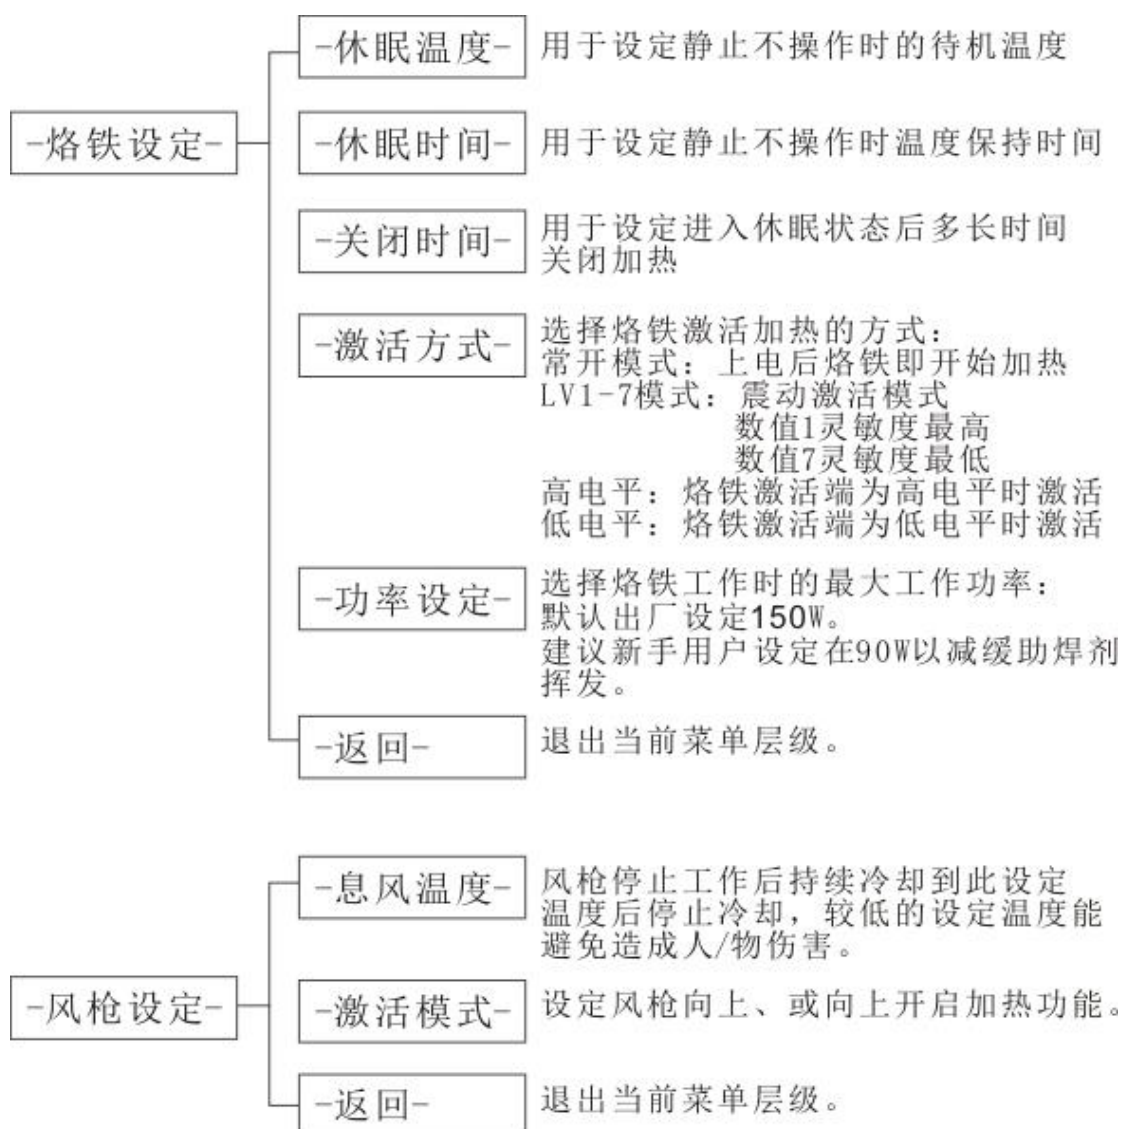 -烙铁设定-
-休眠温度-
用于设定静止不操作时的待机温度
-休眠时间-
用于设定静止不操作时温度保持时间
-关闭时间-
用于设定进入休眠状态后多长时间
关闭加热
-激活方式-
选择烙铁激活加热的方式：
常开模式：上电后烙铁即开始加热
LV1-7模式：震动激活模式
数值1灵敏度最高
数值7灵敏度最低
高电平：烙铁激活端为高电平时激活
低电平：烙铁激活端为低电平时激活
-功率设定-
选择烙铁工作时的最大工作功率：
默认出厂设定150W。
建议新手用户设定在90W以减缓助焊剂
挥发。
-返回-
退出当前菜单层级。
-风枪设定-
-息风温度-
风枪停止工作后持续冷却到此设定
温度后停止冷却，较低的设定温度能
避免造成人/物伤害。
-激活模式-
设定风枪向上、或向上开启加热功能。
-返回-
退出当前菜单层级。